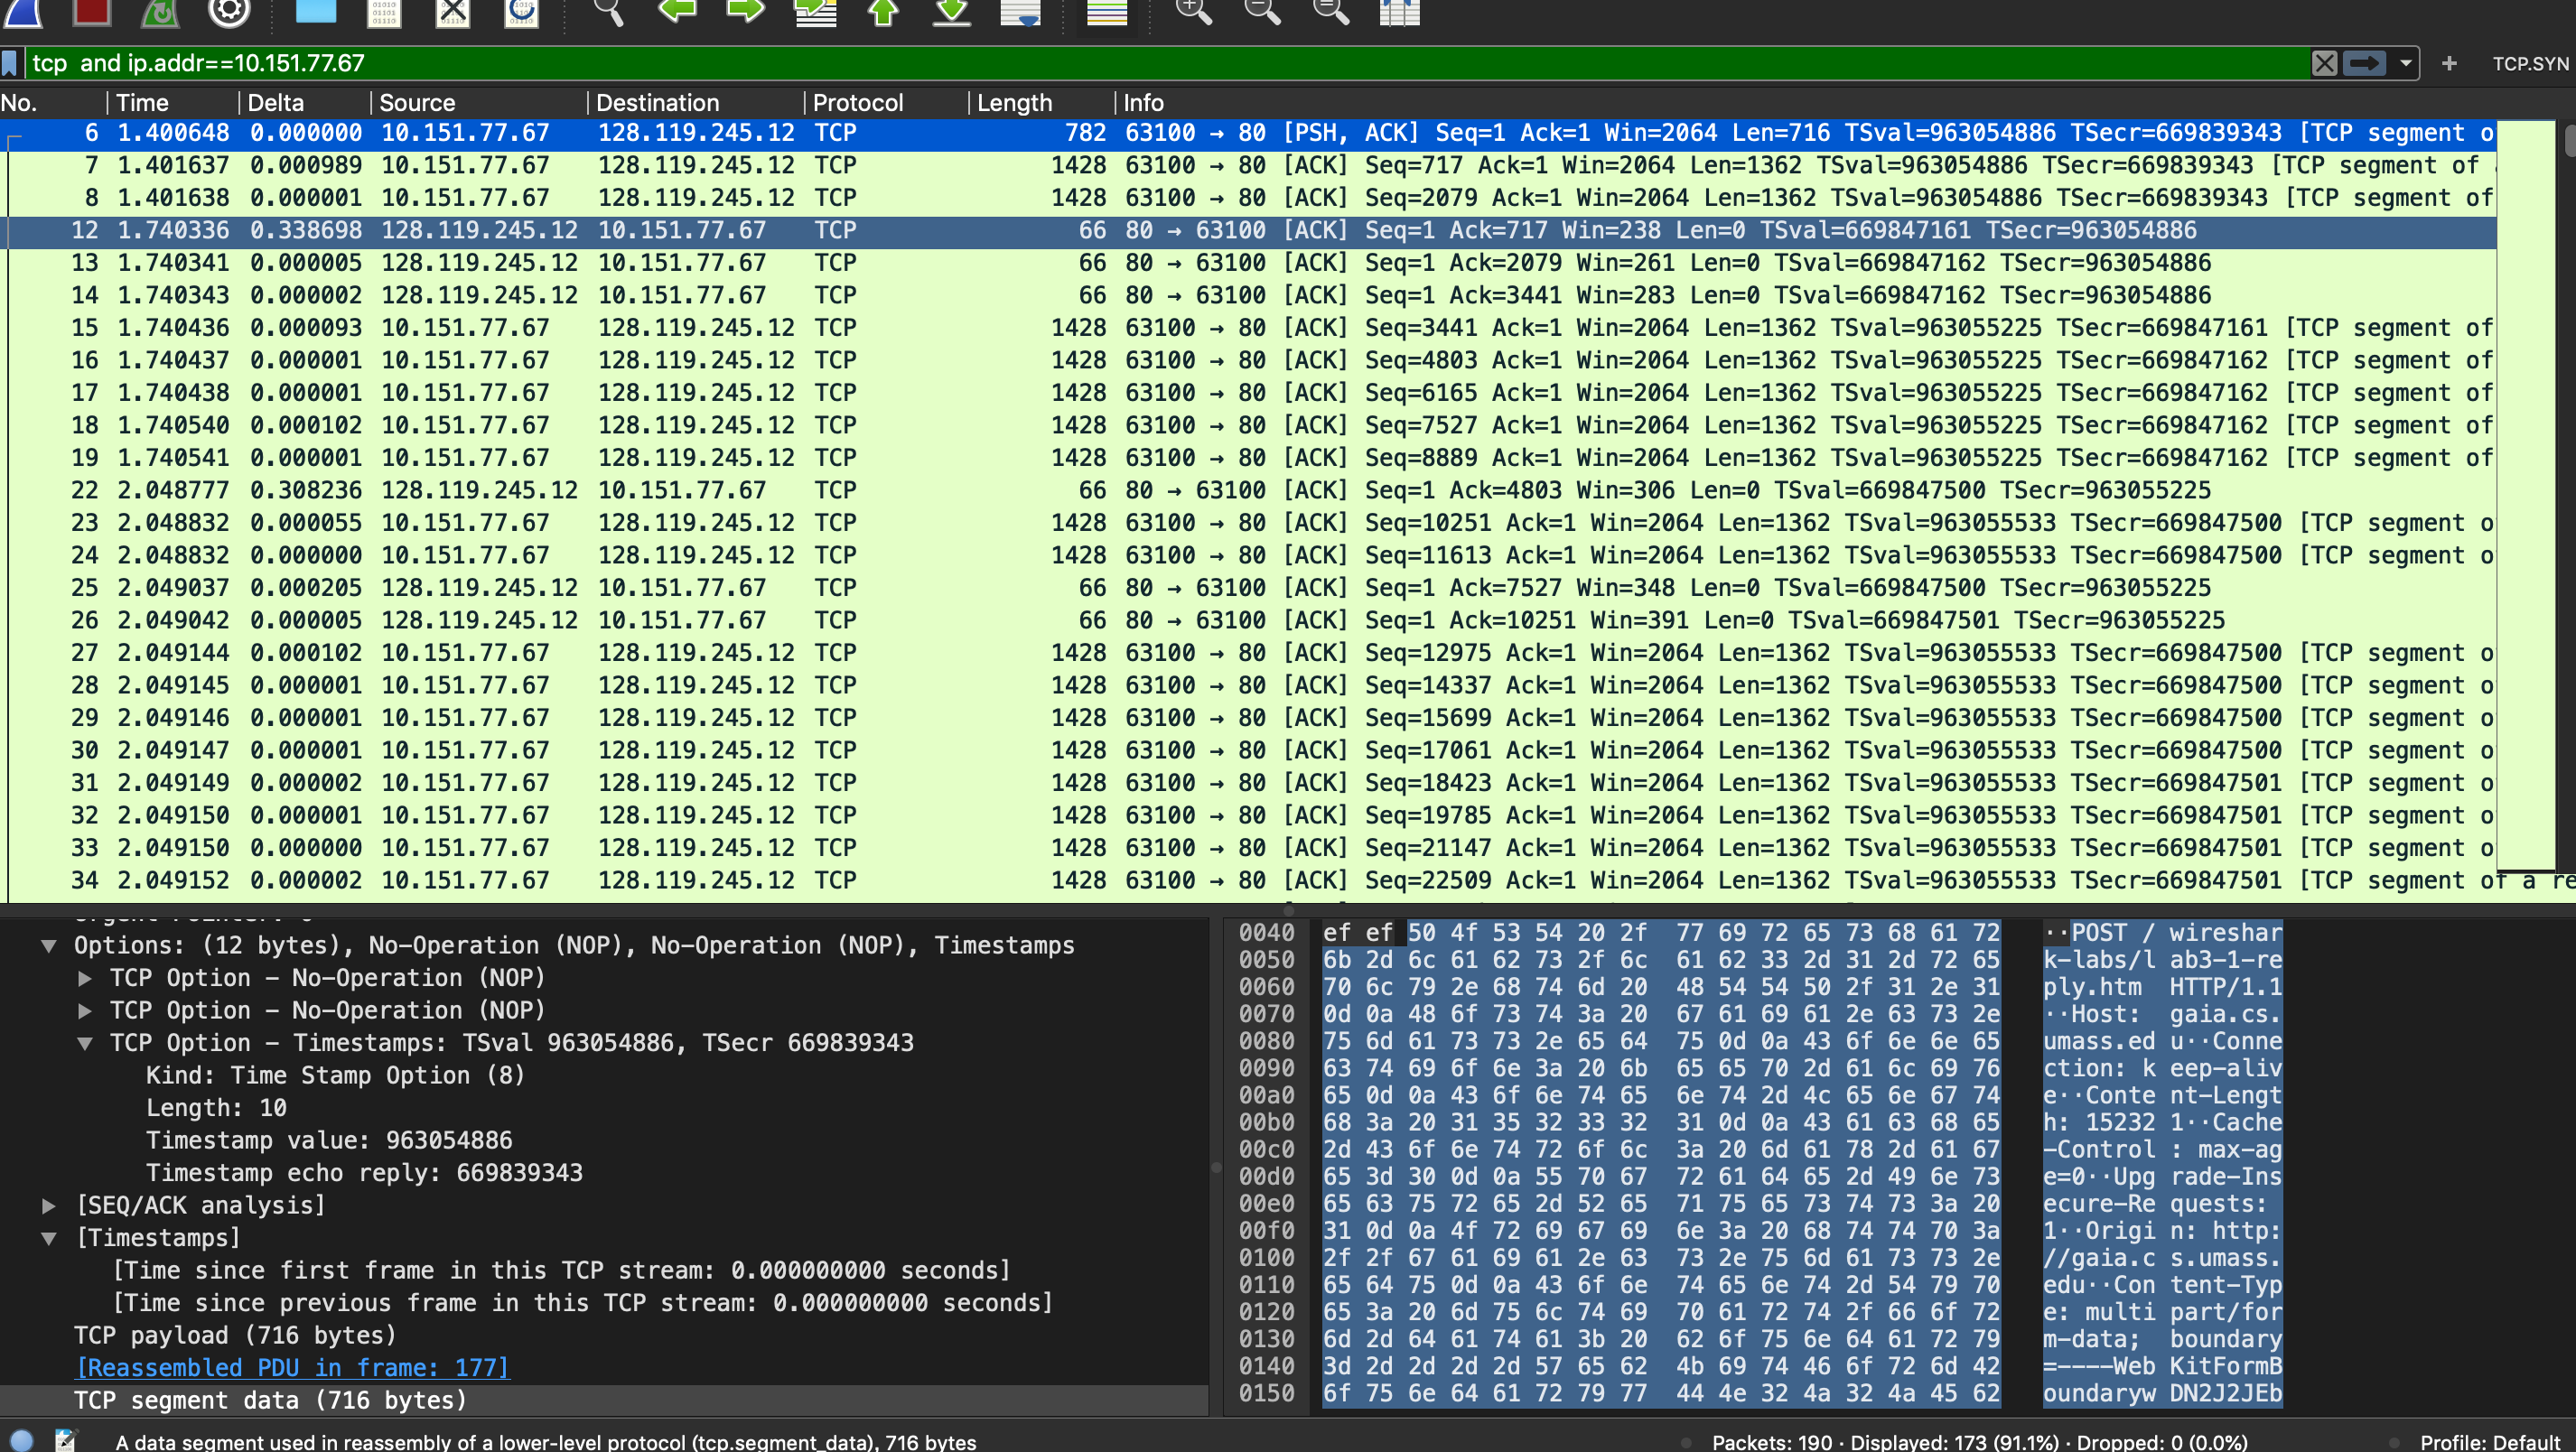 tcp  and ip.addr==10.151.77.67
TCP.SYN
No. Time Delta Source Destination Protocol Length Info
6 1.400648 0.000000 10.151.77.67 128.119.245.12 TCP 782 63100 → 80 [PSH, ACK] Seq=1 Ack=1 Win=2064 Len=716 TSval=963054886 TSecr=669839343 [TCP segment o
7 1.401637 0.000989 10.151.77.67 128.119.245.12 TCP 1428 63100 → 80 [ACK] Seq=717 Ack=1 Win=2064 Len=1362 TSval=963054886 TSecr=669839343 [TCP segment of
8 1.401638 0.000001 10.151.77.67 128.119.245.12 TCP 1428 63100 → 80 [ACK] Seq=2079 Ack=1 Win=2064 Len=1362 TSval=963054886 TSecr=669839343 [TCP segment of
12 1.740336 0.338698 128.119.245.12 10.151.77.67 TCP 66 80 → 63100 [ACK] Seq=1 Ack=717 Win=238 Len=0 TSval=669847161 TSecr=963054886
13 1.740341 0.000005 128.119.245.12 10.151.77.67 TCP 66 80 → 63100 [ACK] Seq=1 Ack=2079 Win=261 Len=0 TSval=669847162 TSecr=963054886
14 1.740343 0.000002 128.119.245.12 10.151.77.67 TCP 66 80 → 63100 [ACK] Seq=1 Ack=3441 Win=283 Len=0 TSval=669847162 TSecr=963054886
15 1.740436 0.000093 10.151.77.67 128.119.245.12 TCP 1428 63100 → 80 [ACK] Seq=3441 Ack=1 Win=2064 Len=1362 TSval=963055225 TSecr=669847161 [TCP segment of
16 1.740437 0.000001 10.151.77.67 128.119.245.12 TCP 1428 63100 → 80 [ACK] Seq=4803 Ack=1 Win=2064 Len=1362 TSval=963055225 TSecr=669847162 [TCP segment of
17 1.740438 0.000001 10.151.77.67 128.119.245.12 TCP 1428 63100 → 80 [ACK] Seq=6165 Ack=1 Win=2064 Len=1362 TSval=963055225 TSecr=669847162 [TCP segment of
18 1.740540 0.000102 10.151.77.67 128.119.245.12 TCP 1428 63100 → 80 [ACK] Seq=7527 Ack=1 Win=2064 Len=1362 TSval=963055225 TSecr=669847162 [TCP segment of
19 1.740541 0.000001 10.151.77.67 128.119.245.12 TCP 1428 63100 → 80 [ACK] Seq=8889 Ack=1 Win=2064 Len=1362 TSval=963055225 TSecr=669847162 [TCP segment of
22 2.048777 0.308236 128.119.245.12 10.151.77.67 TCP 66 80 → 63100 [ACK] Seq=1 Ack=4803 Win=306 Len=0 TSval=669847500 TSecr=963055225
23 2.048832 0.000055 10.151.77.67 128.119.245.12 TCP 1428 63100 → 80 [ACK] Seq=10251 Ack=1 Win=2064 Len=1362 TSval=963055533 TSecr=669847500 [TCP segment o
24 2.048832 0.000000 10.151.77.67 128.119.245.12 TCP 1428 63100 → 80 [ACK] Seq=11613 Ack=1 Win=2064 Len=1362 TSval=963055533 TSecr=669847500 [TCP segment o
25 2.049037 0.000205 128.119.245.12 10.151.77.67 TCP 66 80 → 63100 [ACK] Seq=1 Ack=7527 Win=348 Len=0 TSval=669847500 TSecr=963055225
26 2.049042 0.000005 128.119.245.12 10.151.77.67 TCP 66 80 → 63100 [ACK] Seq=1 Ack=10251 Win=391 Len=0 TSval=669847501 TSecr=963055225
27 2.049144 0.000102 10.151.77.67 128.119.245.12 TCP 1428 63100 → 80 [ACK] Seq=12975 Ack=1 Win=2064 Len=1362 TSval=963055533 TSecr=669847500 [TCP segment o
28 2.049145 0.000001 10.151.77.67 128.119.245.12 TCP 1428 63100 → 80 [ACK] Seq=14337 Ack=1 Win=2064 Len=1362 TSval=963055533 TSecr=669847500 [TCP segment o
29 2.049146 0.000001 10.151.77.67 128.119.245.12 TCP 1428 63100 → 80 [ACK] Seq=15699 Ack=1 Win=2064 Len=1362 TSval=963055533 TSecr=669847500 [TCP segment o
30 2.049147 0.000001 10.151.77.67 128.119.245.12 TCP 1428 63100 → 80 [ACK] Seq=17061 Ack=1 Win=2064 Len=1362 TSval=963055533 TSecr=669847500 [TCP segment o
31 2.049149 0.000002 10.151.77.67 128.119.245.12 TCP 1428 63100 → 80 [ACK] Seq=18423 Ack=1 Win=2064 Len=1362 TSval=963055533 TSecr=669847501 [TCP segment o
32 2.049150 0.000001 10.151.77.67 128.119.245.12 TCP 1428 63100 → 80 [ACK] Seq=19785 Ack=1 Win=2064 Len=1362 TSval=963055533 TSecr=669847501 [TCP segment o
33 2.049150 0.000000 10.151.77.67 128.119.245.12 TCP 1428 63100 → 80 [ACK] Seq=21147 Ack=1 Win=2064 Len=1362 TSval=963055533 TSecr=669847501 [TCP segment o
34 2.049152 0.000002 10.151.77.67 128.119.245.12 TCP 1428 63100 → 80 [ACK] Seq=22509 Ack=1 Win=2064 Len=1362 TSval=963055533 TSecr=669847501 [TCP segment of a re
Options: (12 bytes), No-Operation (NOP), No-Operation (NOP), Timestamps
TCP Option – No-Operation (NOP)
TCP Option – No-Operation (NOP)
TCP Option – Timestamps: TSval 963054886, TSecr 669839343
Kind: Time Stamp Option (8)
Length: 10
Timestamp value: 963054886
Timestamp echo reply: 669839343
[SEQ/ACK analysis]
[Timestamps]
[Time since first frame in this TCP stream: 0.000000000 seconds]
[Time since previous frame in this TCP stream: 0.000000000 seconds]
TCP payload (716 bytes)
[Reassembled PDU in frame: 177]
TCP segment data (716 bytes)
0040 ef ef 50 4f 53 54 20 2f 77 69 72 65 73 68 61 72 ··POST / wireshar
0050 6b 2d 6c 61 62 73 2f 6c 61 62 33 2d 31 2d 72 65 k-labs/l ab3-1-re
0060 70 6c 79 2e 68 74 6d 20 48 54 54 50 2f 31 2e 31 ply.htm HTTP/1.1
0070 0d 0a 48 6f 73 74 3a 20 67 61 69 61 2e 63 73 2e ··Host: gaia.cs.
0080 75 6d 61 73 73 2e 65 64 75 0d 0a 43 6f 6e 6e 65 umass.ed u··Conne
0090 63 74 69 6f 6e 3a 20 6b 65 65 70 2d 61 6c 69 76 ction: k eep-aliv
00a0 65 0d 0a 43 6f 6e 74 65 6e 74 2d 4c 65 6e 67 74 e··Conte nt-Lengt
00b0 68 3a 20 31 35 32 33 32 31 0d 0a 43 61 63 68 65 h: 15232 1··Cache
00c0 2d 43 6f 6e 74 72 6f 6c 3a 20 6d 61 78 2d 61 67 -Control : max-ag
00d0 65 3d 30 0d 0a 55 70 67 72 61 64 65 2d 49 6e 73 e=0··Upg rade-Ins
00e0 65 63 75 72 65 2d 52 65 71 75 65 73 74 73 3a 20 ecure-Re quests:
00f0 31 0d 0a 4f 72 69 67 69 6e 3a 20 68 74 74 70 3a 1··Origi n: http:
0100 2f 2f 67 61 69 61 2e 63 73 2e 75 6d 61 73 73 2e //gaia.c s.umass.
0110 65 64 75 0d 0a 43 6f 6e 74 65 6e 74 2d 54 79 70 edu··Con tent-Typ
0120 65 3a 20 6d 75 6c 74 69 70 61 72 74 2f 66 6f 72 e: multi part/for
0130 6d 2d 64 61 74 61 3b 20 62 6f 75 6e 64 61 72 79 m-data; boundary
0140 3d 2d 2d 2d 2d 57 65 62 4b 69 74 46 6f 72 6d 42 =----Web KitFormB
0150 6f 75 6e 64 61 72 79 77 44 4e 32 4a 32 4a 45 62 oundaryw DN2J2JEb
A data segment used in reassembly of a lower-level protocol (tcp.segment_data), 716 bytes
Packets: 190 · Displayed: 173 (91.1%) · Dropped: 0 (0.0%)
Profile: Default